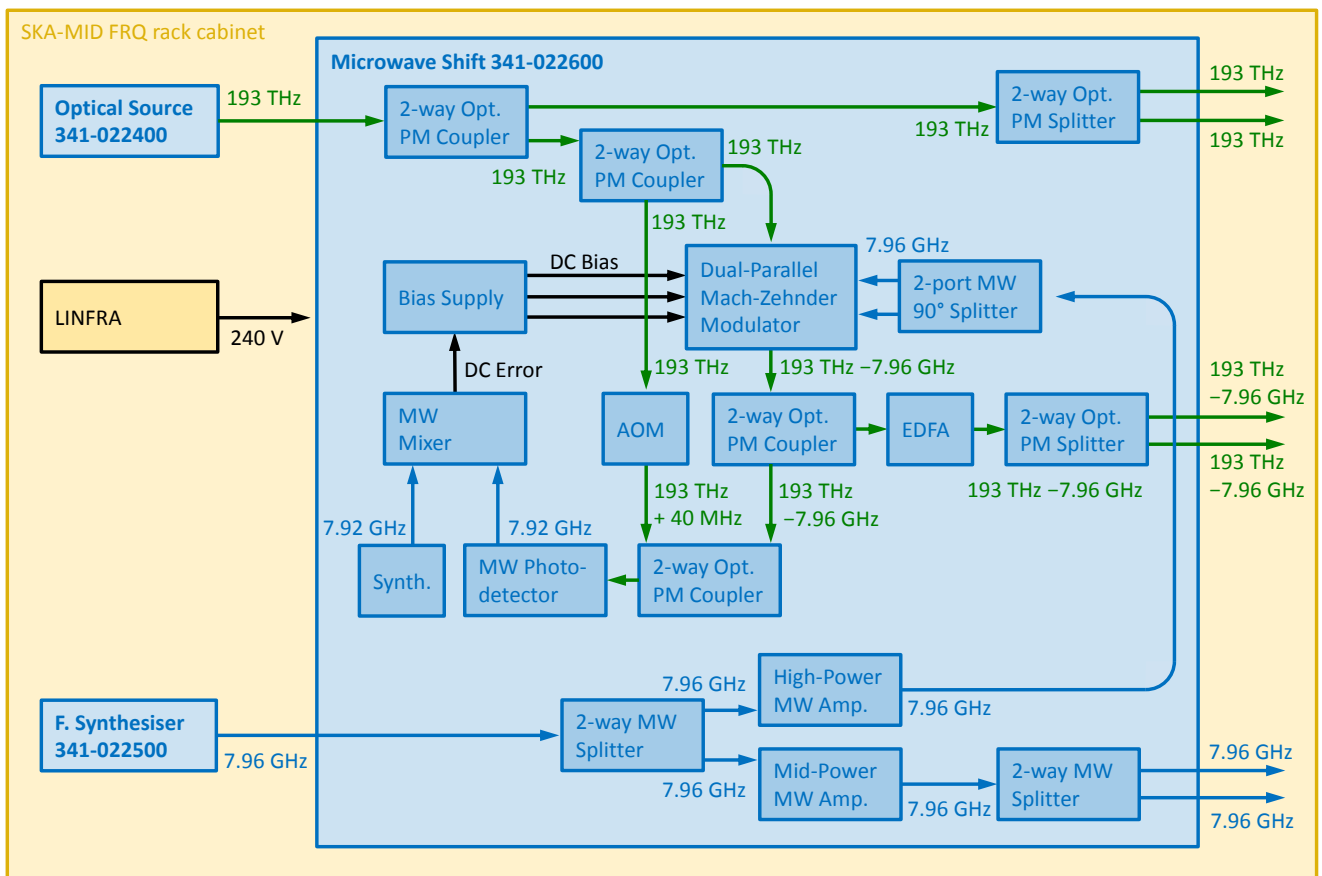 SKA-MID FRQ rack cabinet
Microwave Shift 341-022600
Optical Source
341-022400
193 THz
2-way Opt.
PM Coupler
193 THz
2-way Opt.
PM Coupler
193 THz
193 THz
193 THz
2-way Opt.
PM Splitter
193 THz
193 THz
LINFRA
240 V
Bias Supply
DC Bias
Dual-Parallel
Mach-Zehnder
Modulator
7.96 GHz
2-port MW
90° Splitter
DC Error
193 THz
193 THz −7.96 GHz
MW
Mixer
AOM
2-way Opt.
PM Coupler
EDFA
2-way Opt.
PM Splitter
193 THz
−7.96 GHz
193 THz
−7.96 GHz
193 THz −7.96 GHz
193 THz
+ 40 MHz
193 THz
−7.96 GHz
7.92 GHz
7.92 GHz
Synth.
MW Photo-
detector
2-way Opt.
PM Coupler
F. Synthesiser
341-022500
7.96 GHz
2-way MW
Splitter
7.96 GHz
High-Power
MW Amp.
7.96 GHz
7.96 GHz
Mid-Power
MW Amp.
7.96 GHz
2-way MW
Splitter
7.96 GHz
7.96 GHz